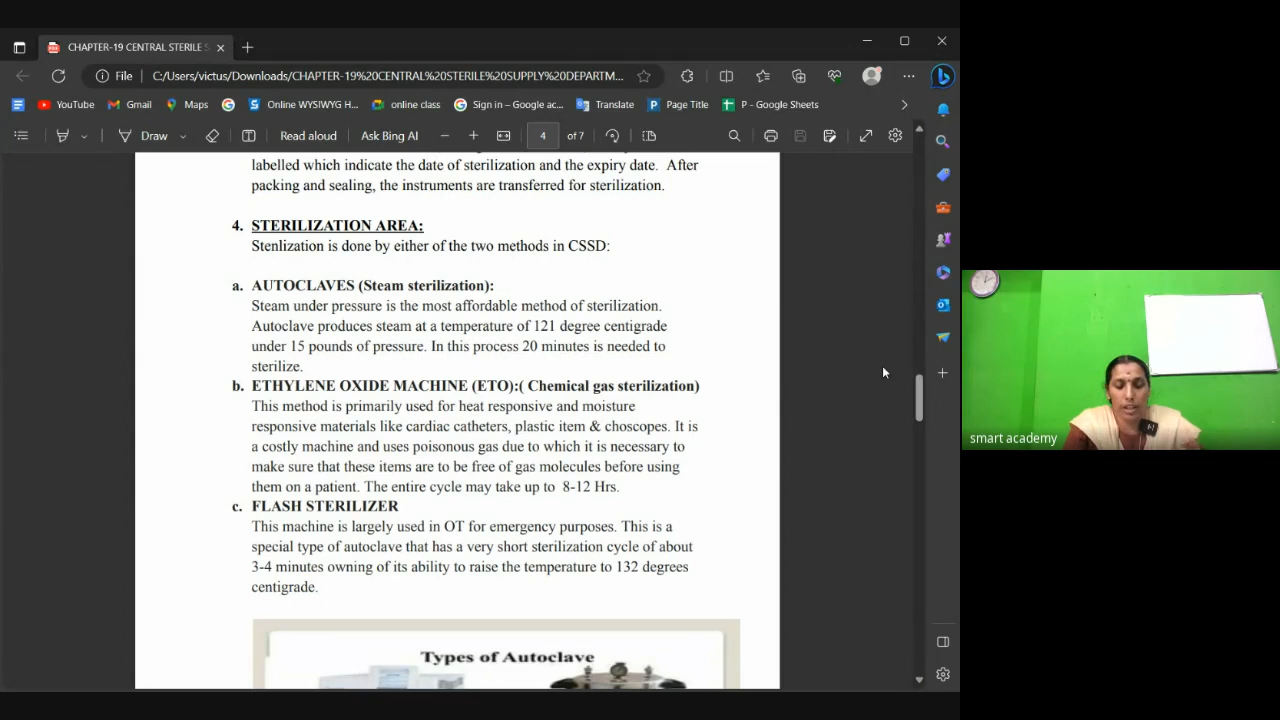 CHAPTER-19 CENTRAL STERILE S
File C:/Users/victus/Downloads/CHAPTER-19%20CENTRAL%20STERILE%20SUPPLY%20DEPARTM...
YouTube Gmail Maps Online WYSIWYG H... online class Sign in – Google ac... Translate Page Title P - Google Sheets
Draw Read aloud Ask Bing AI 4 of 7
labelled which indicate the date of sterilization and the expiry date. After
packing and sealing, the instruments are transferred for sterilization.
4. STERILIZATION AREA:
Stenlization is done by either of the two methods in CSSD:
a. AUTOCLAVES (Steam sterilization):
Steam under pressure is the most affordable method of sterilization.
Autoclave produces steam at a temperature of 121 degree centigrade
under 15 pounds of pressure. In this process 20 minutes is needed to
sterilize.
b. ETHYLENE OXIDE MACHINE (ETO):( Chemical gas sterilization)
This method is primarily used for heat responsive and moisture
responsive materials like cardiac catheters, plastic item & choscopes. It is
a costly machine and uses poisonous gas due to which it is necessary to
make sure that these items are to be free of gas molecules before using
them on a patient. The entire cycle may take up to 8-12 Hrs.
c. FLASH STERILIZER
This machine is largely used in OT for emergency purposes. This is a
special type of autoclave that has a very short sterilization cycle of about
3-4 minutes owning of its ability to raise the temperature to 132 degrees
centigrade.
Types of Autoclave
smart academy